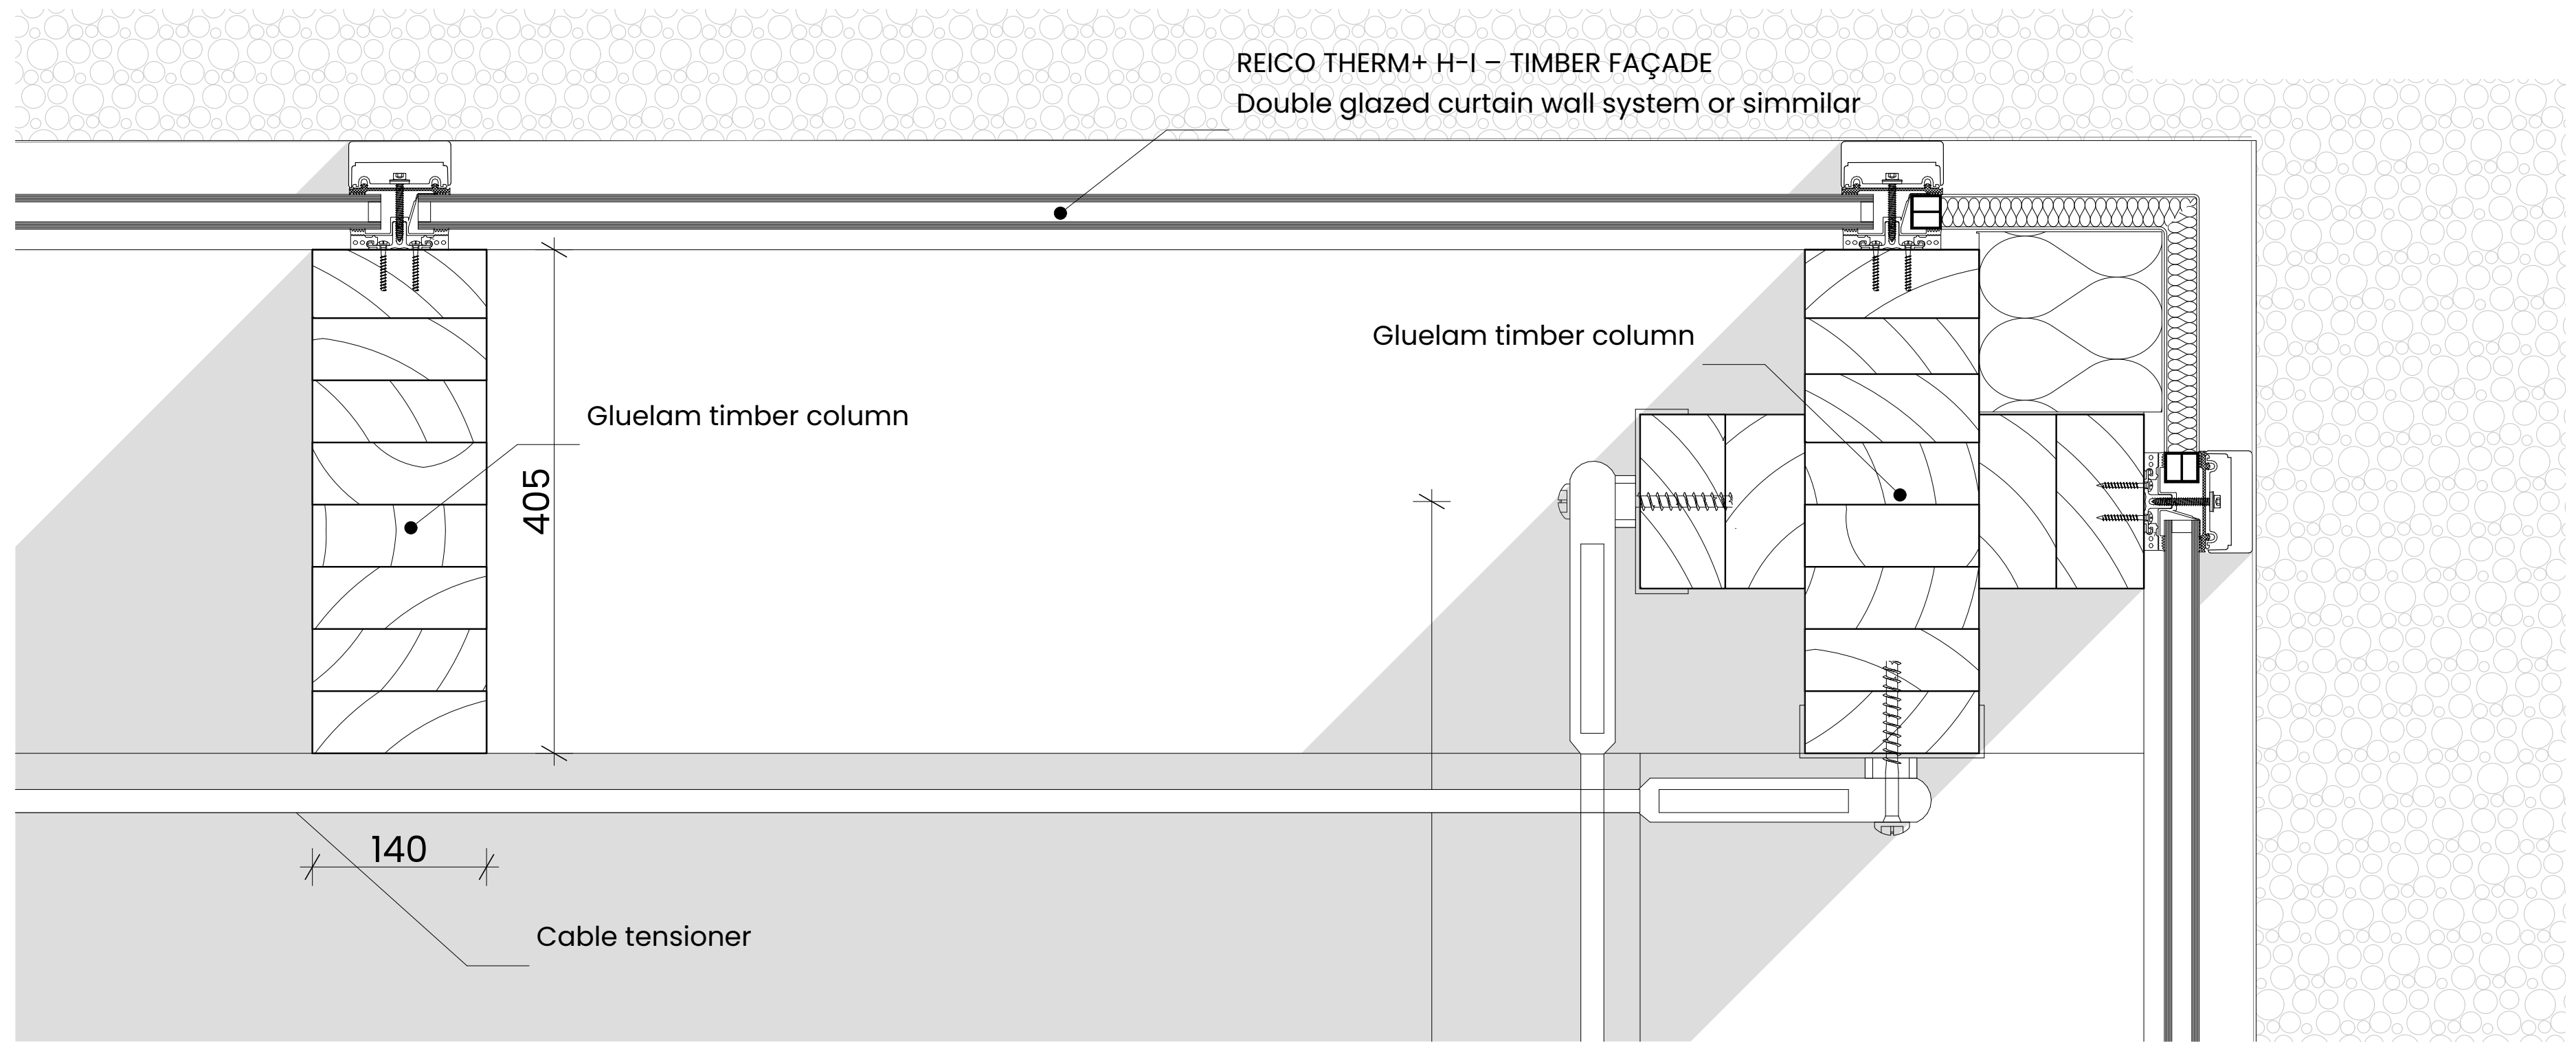 REICO THERM+ H-I – TIMBER FAÇADE
Double glazed curtain wall system or simmilar
Gluelam timber column
Gluelam timber column
405
140
Cable tensioner